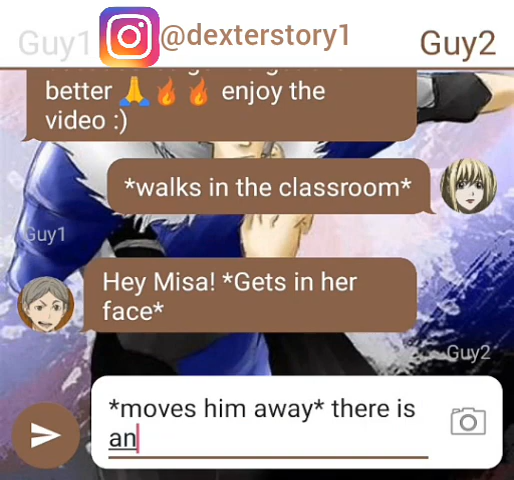 Guy1 @dexterstory1 Guy2
better 🙏🔥🔥 enjoy the
video :)
*walks in the classroom*
Guy1
Hey Misa! *Gets in her
face*
Guy2
*moves him away* there is
an